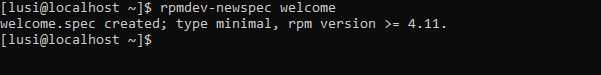 [lusi@localhost ~]$ rpmdev-newspec welcome
welcome.spec created; type minimal, rpm version >= 4.11.
[lusi@localhost ~]$